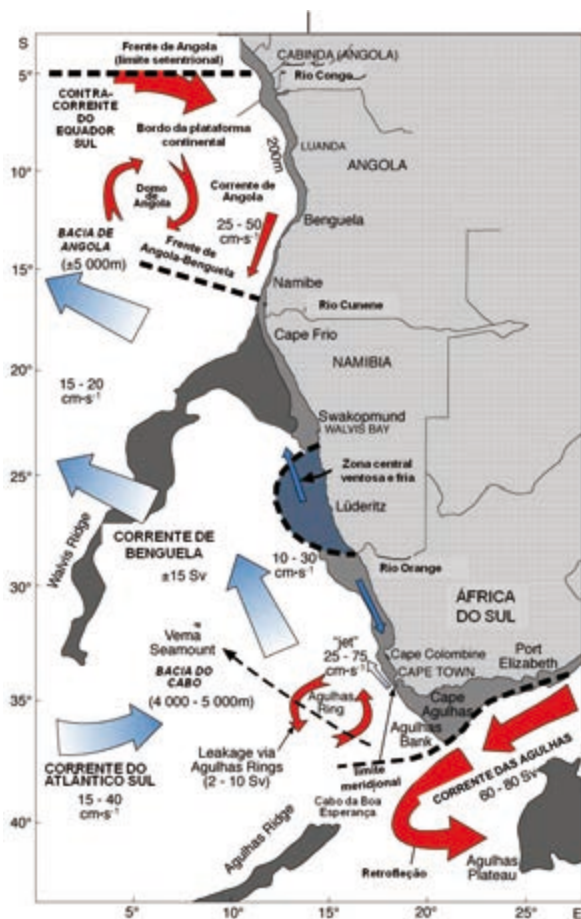 S
Frente de Angola
(limite setentrional)
CABINDA (ANGOLA)
5°
Rio Congo
CONTRA-
CORRENTE
DO
EQUADOR
SUL
Bordo da plataforma
continental
200m
LUANDA
10°
ANGOLA
Domo
de
Angola
Corrente de
Angola
25 - 50
cm·s⁻¹
Benguela
BACIA DE
ANGOLA
(±5 000m)
Frente de
Angola-Benguela
15°
Namibe
Rio Cunene
Cape Frio
NAMIBIA
20°
15 - 20
cm·s⁻¹
Swakopmund
WALVIS BAY
Zona central
ventosa e fria
25°
Lüderitz
Walvis Ridge
CORRENTE DE
BENGUELA
±15 Sv
10 - 30
cm·s⁻¹
Rio Orange
30°
ÁFRICA
DO SUL
Vema
Seamount
"jet"
25 - 75
cm·s⁻¹
Cape Colombine
CAPE TOWN
Port
Elizabeth
BACIA DO
CABO
(4 000 - 5 000m)
35°
Agulhas
Ring
Cape
Agulhas
Agulhas
Bank
Leakage via
Agulhas Rings
(2 - 10 Sv)
limite
meridional
CORRENTE DO
ATLÂNTICO SUL
15 - 40
cm·s⁻¹
Cabo da Boa
Esperança
CORRENTE DAS AGULHAS
60 - 80 Sv
40°
Agulhas Ridge
Retroflecção
Agulhas
Plateau
5°
10°
15°
20°
25°
E